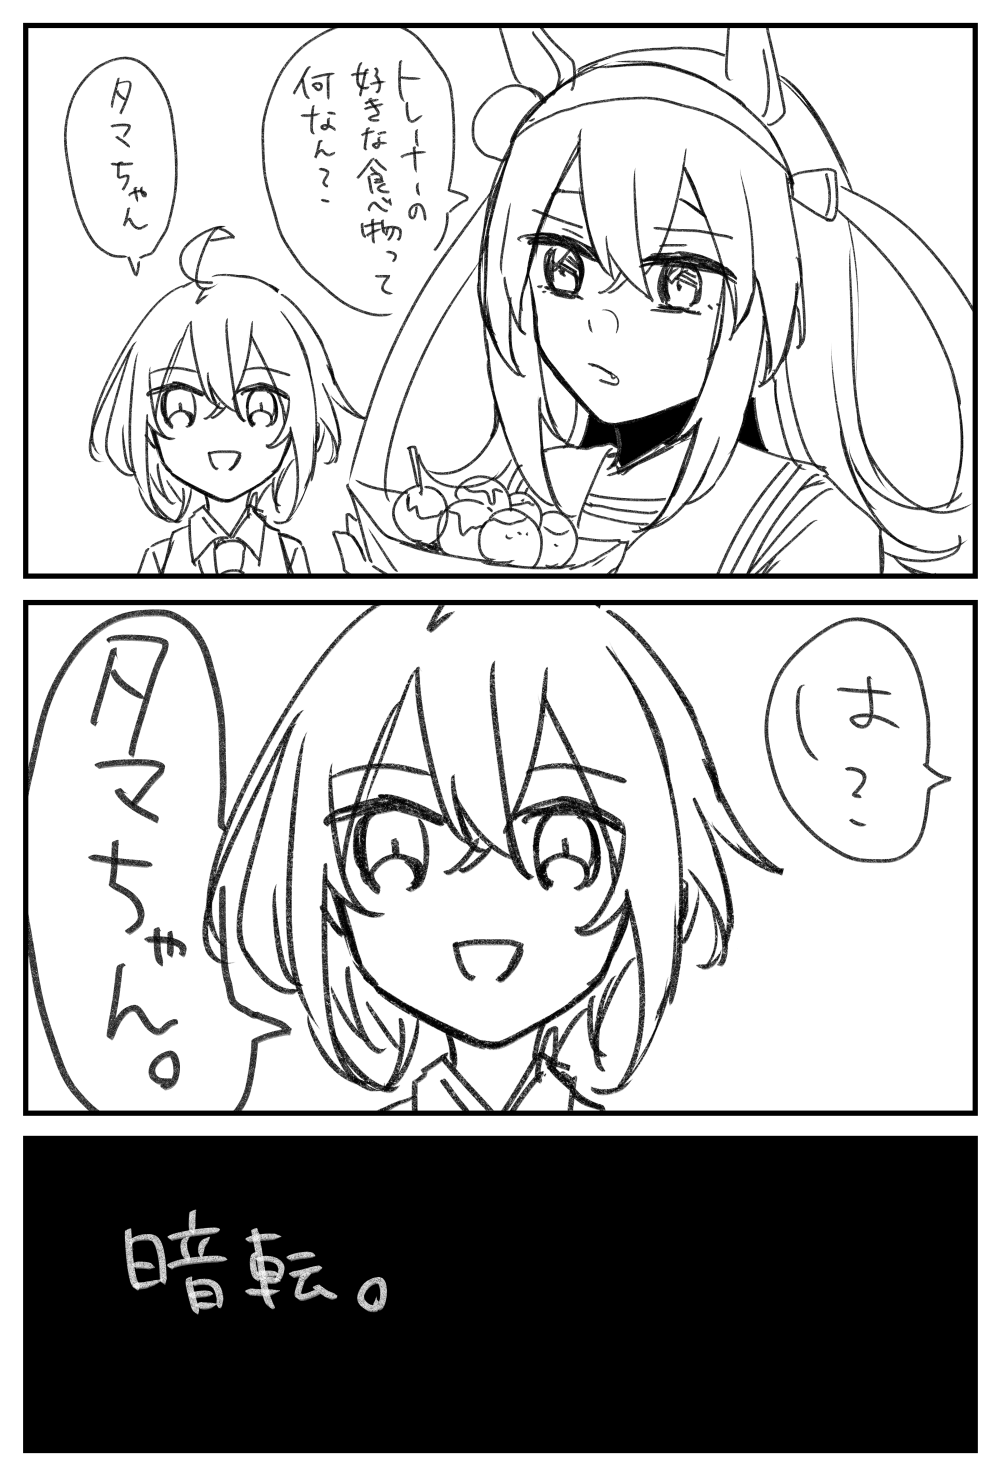 トレーナーの
好きな食べ物って
何なん？
タマちゃん
は？
タマちゃん。
暗転。